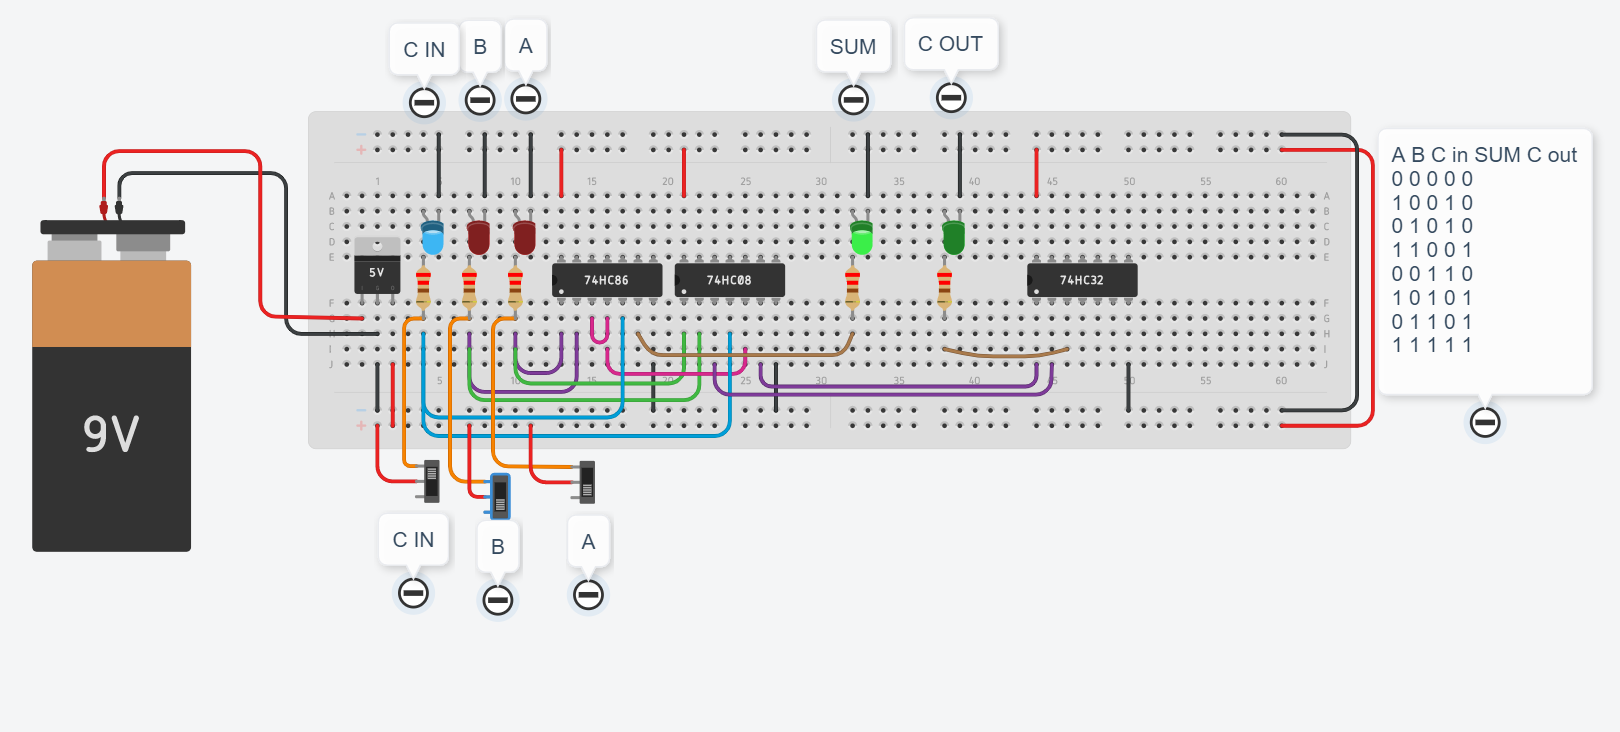 C IN
B
A
SUM
C OUT
− −
+ +
1 5 10 15 20 25 30 35 40 45 50 55 60
A A
B B
C C
D D
E E
5V
74HC86
74HC08
74HC32
F F
G G
H H
I I
J J
5 10 15 20 25 30 35 40 45 50 55 60
− −
+ +
9V
C IN
B
A
A B C in SUM C out
0 0 0 0 0
1 0 0 1 0
0 1 0 1 0
1 1 0 0 1
0 0 1 1 0
1 0 1 0 1
0 1 1 0 1
1 1 1 1 1